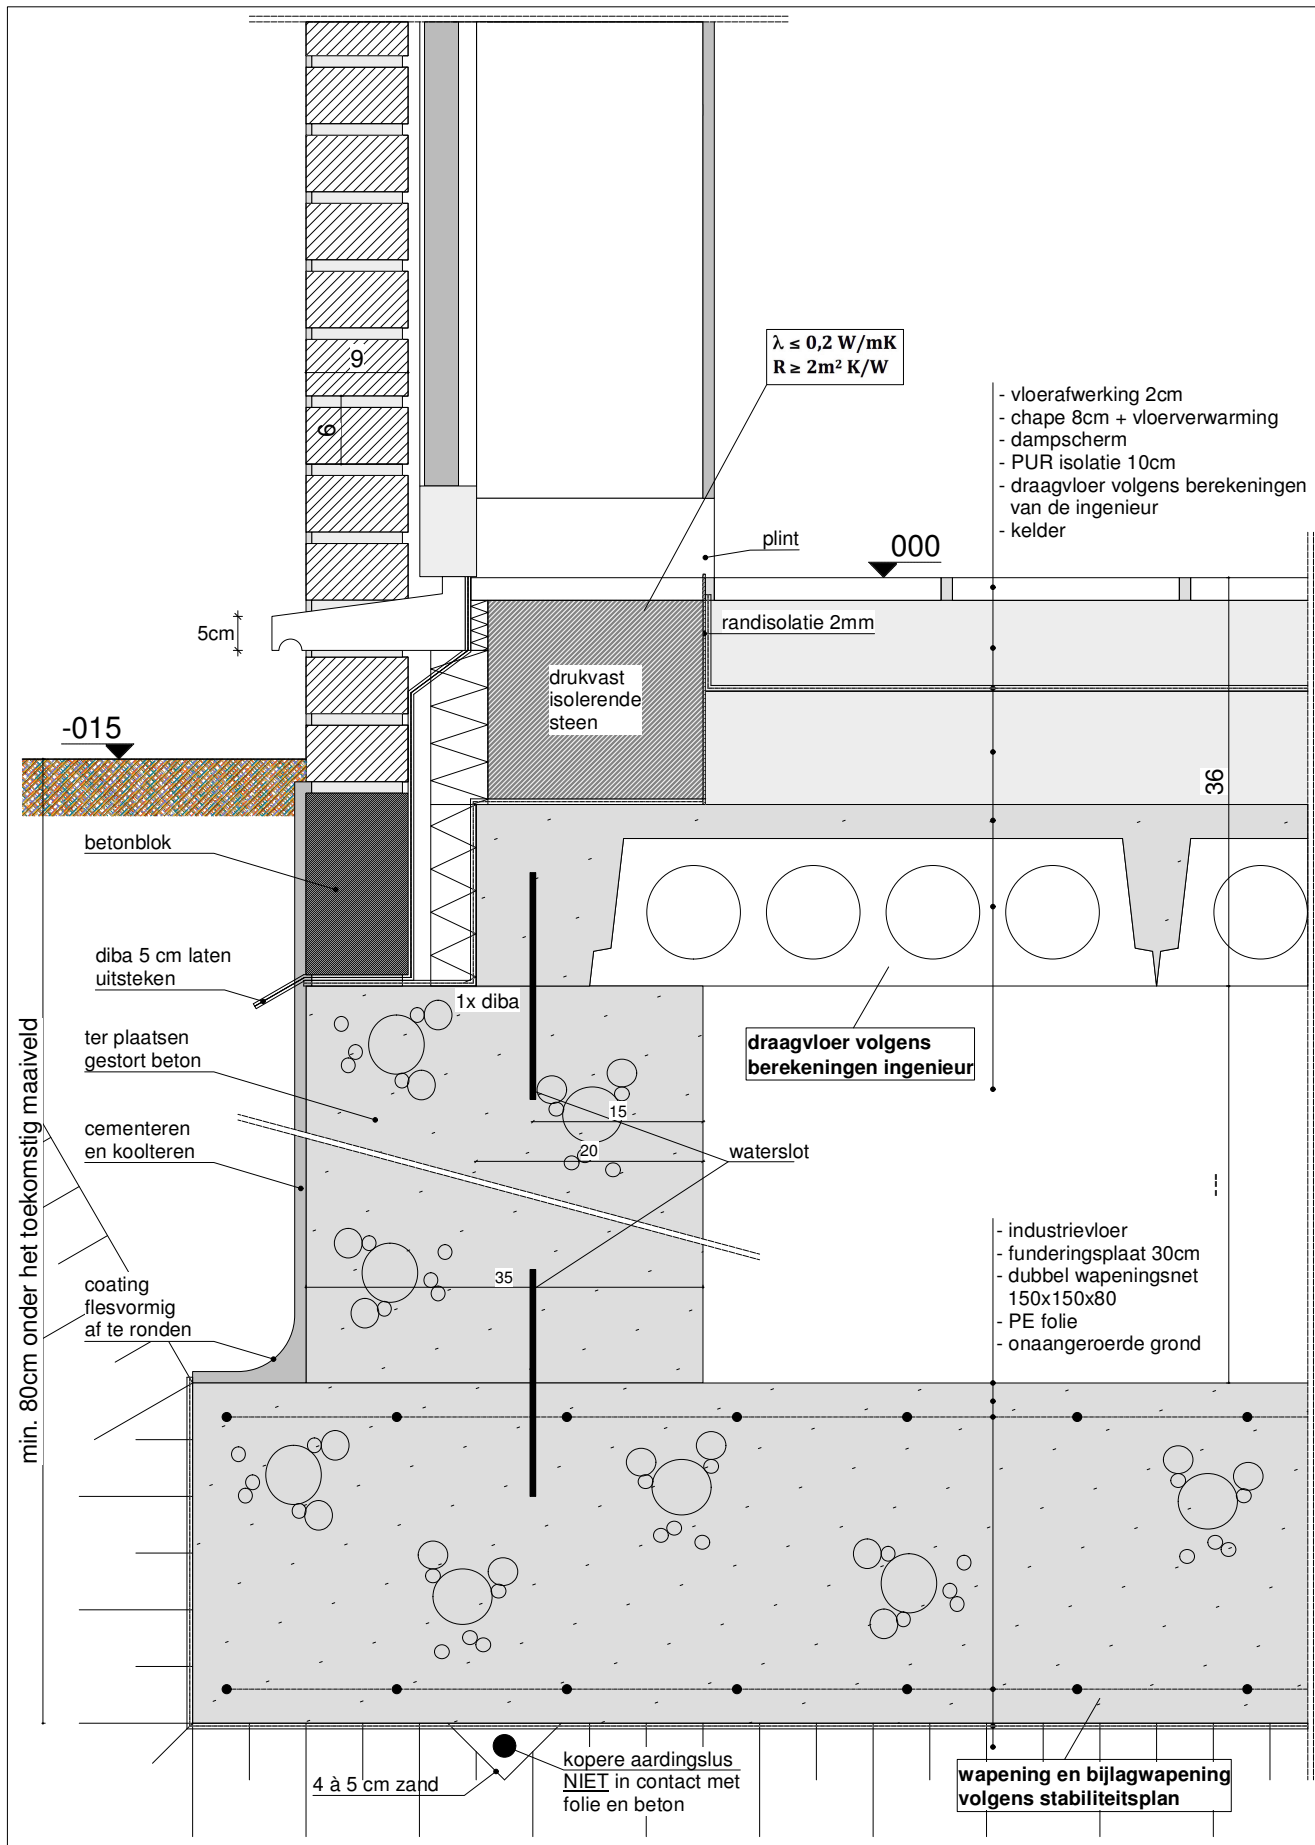 λ ≤ 0,2 W/mK
R ≥ 2m² K/W
9
6
- vloerafwerking 2cm
- chape 8cm + vloerverwarming
- dampscherm
- PUR isolatie 10cm
- draagvloer volgens berekeningen
van de ingenieur
- kelder
plint
000
5cm
randisolatie 2mm
drukvast
isolerende
steen
-015
36
betonblok
diba 5 cm laten
uitsteken
1x diba
ter plaatsen
gestort beton
draagvloer volgens
berekeningen ingenieur
cementeren
en koolteren
15
20
waterslot
min. 80cm onder het toekomstig maaiveld
35
coating
flesvormig
af te ronden
- industrievloer
- funderingsplaat 30cm
- dubbel wapeningsnet
150x150x80
- PE folie
- onaangeroerde grond
4 à 5 cm zand
kopere aardingslus
NIET in contact met
folie en beton
wapening en bijlagwapening
volgens stabiliteitsplan